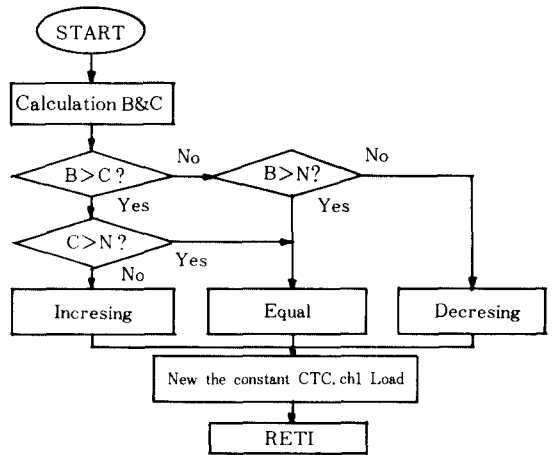 START
Calculation B&C
B>C?
No
B>N?
No
Yes
Yes
C>N?
Yes
No
Incresing
Equal
Decresing
New the constant CTC. ch1 Load
RETI